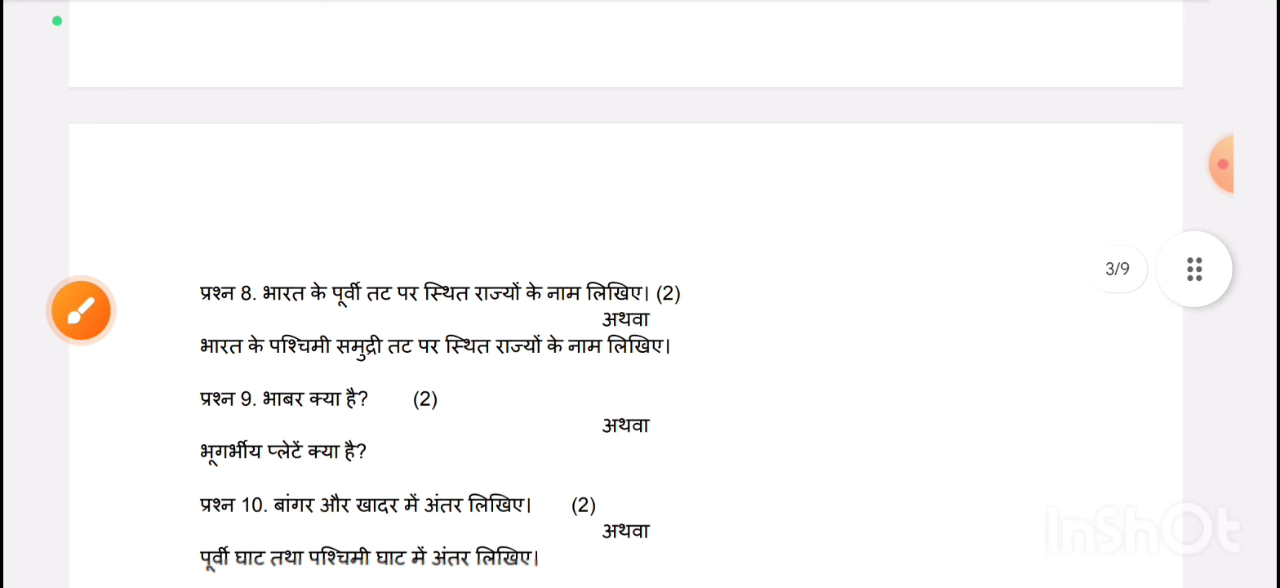 3/9
प्रश्न 8. भारत के पूर्वी तट पर स्थित राज्यों के नाम लिखिए। (2)
अथवा
भारत के पश्चिमी समुद्री तट पर स्थित राज्यों के नाम लिखिए।
प्रश्न 9. भाबर क्या है? (2)
अथवा
भूगर्भीय प्लेटें क्या है?
प्रश्न 10. बांगर और खादर में अंतर लिखिए। (2)
अथवा
पूर्वी घाट तथा पश्चिमी घाट में अंतर लिखिए।
InShOt